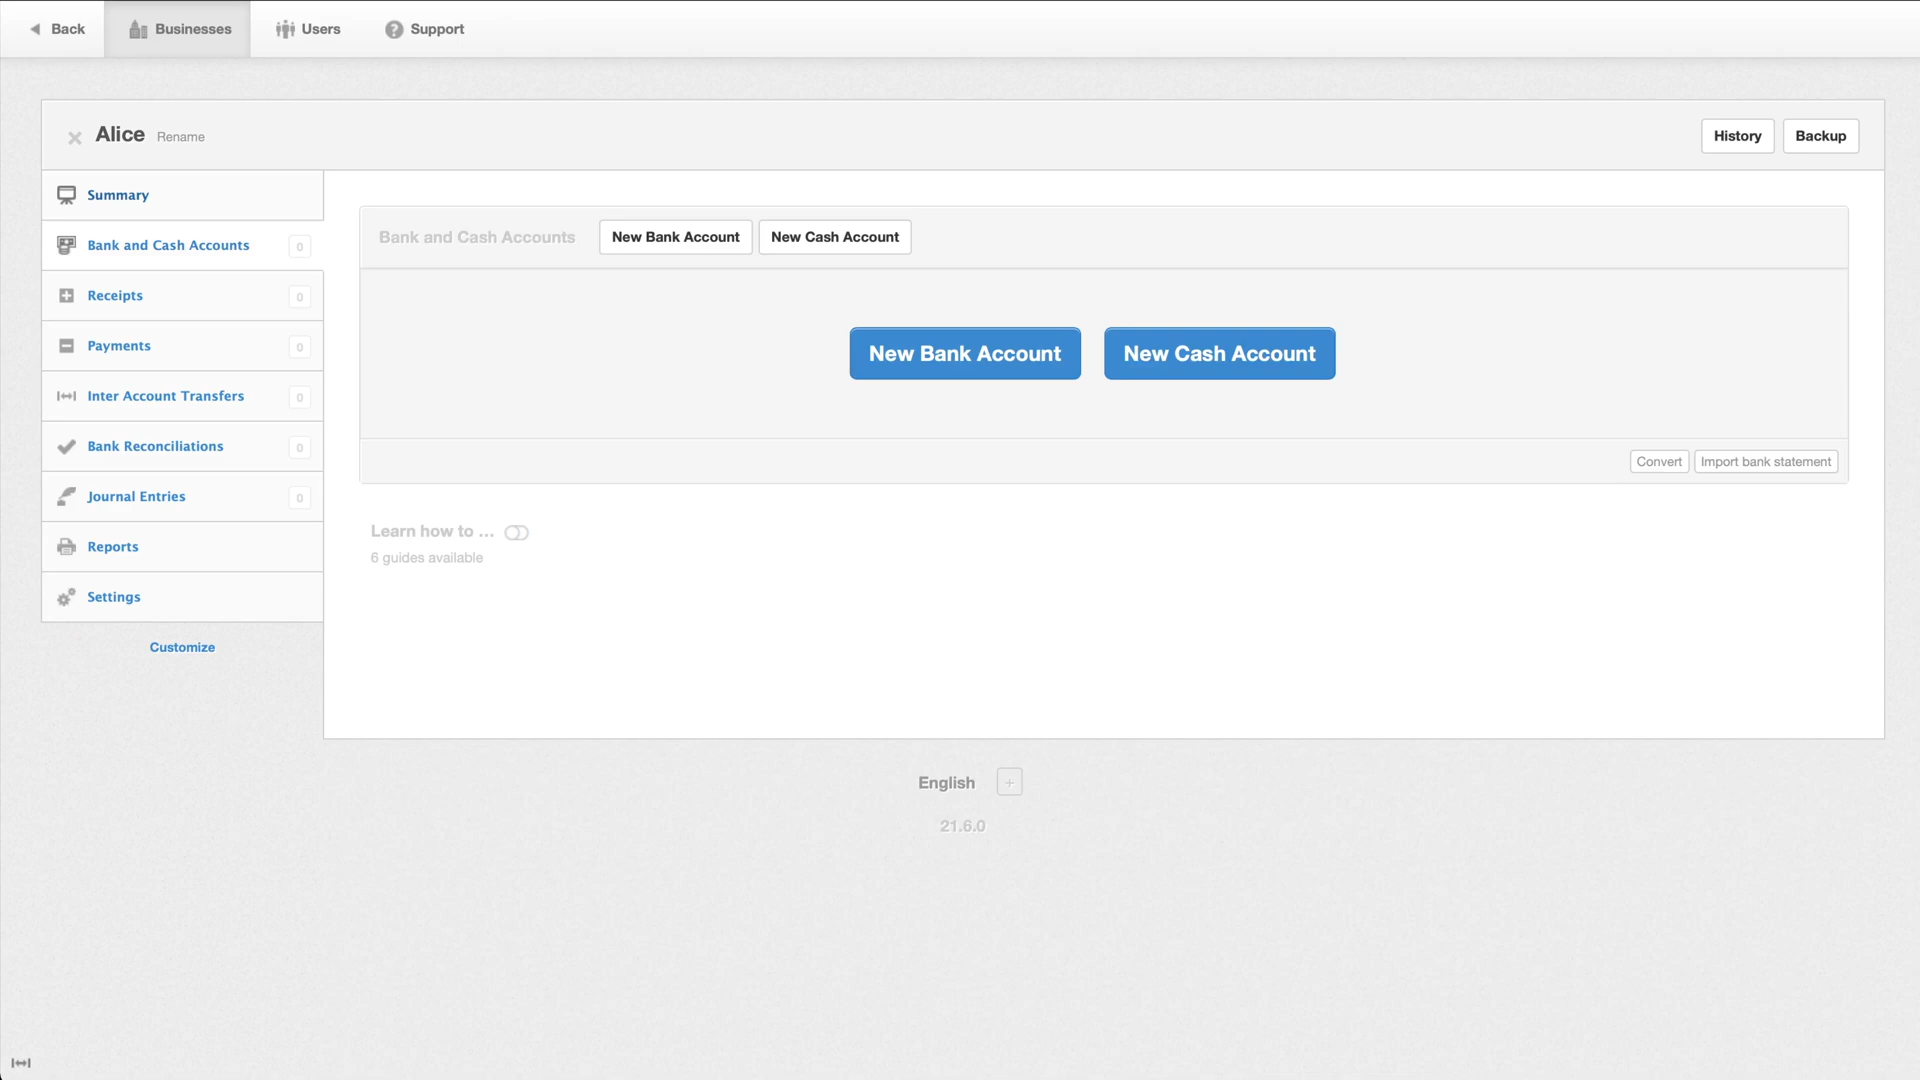 Back
Businesses
Users
Support
Alice Rename
History
Backup
Summary
Bank and Cash Accounts 0
Receipts 0
Payments 0
Inter Account Transfers 0
Bank Reconciliations 0
Journal Entries 0
Reports
Settings
Customize
Bank and Cash Accounts
New Bank Account
New Cash Account
New Bank Account
New Cash Account
Convert
Import bank statement
Learn how to ...
6 guides available
English +
21.6.0